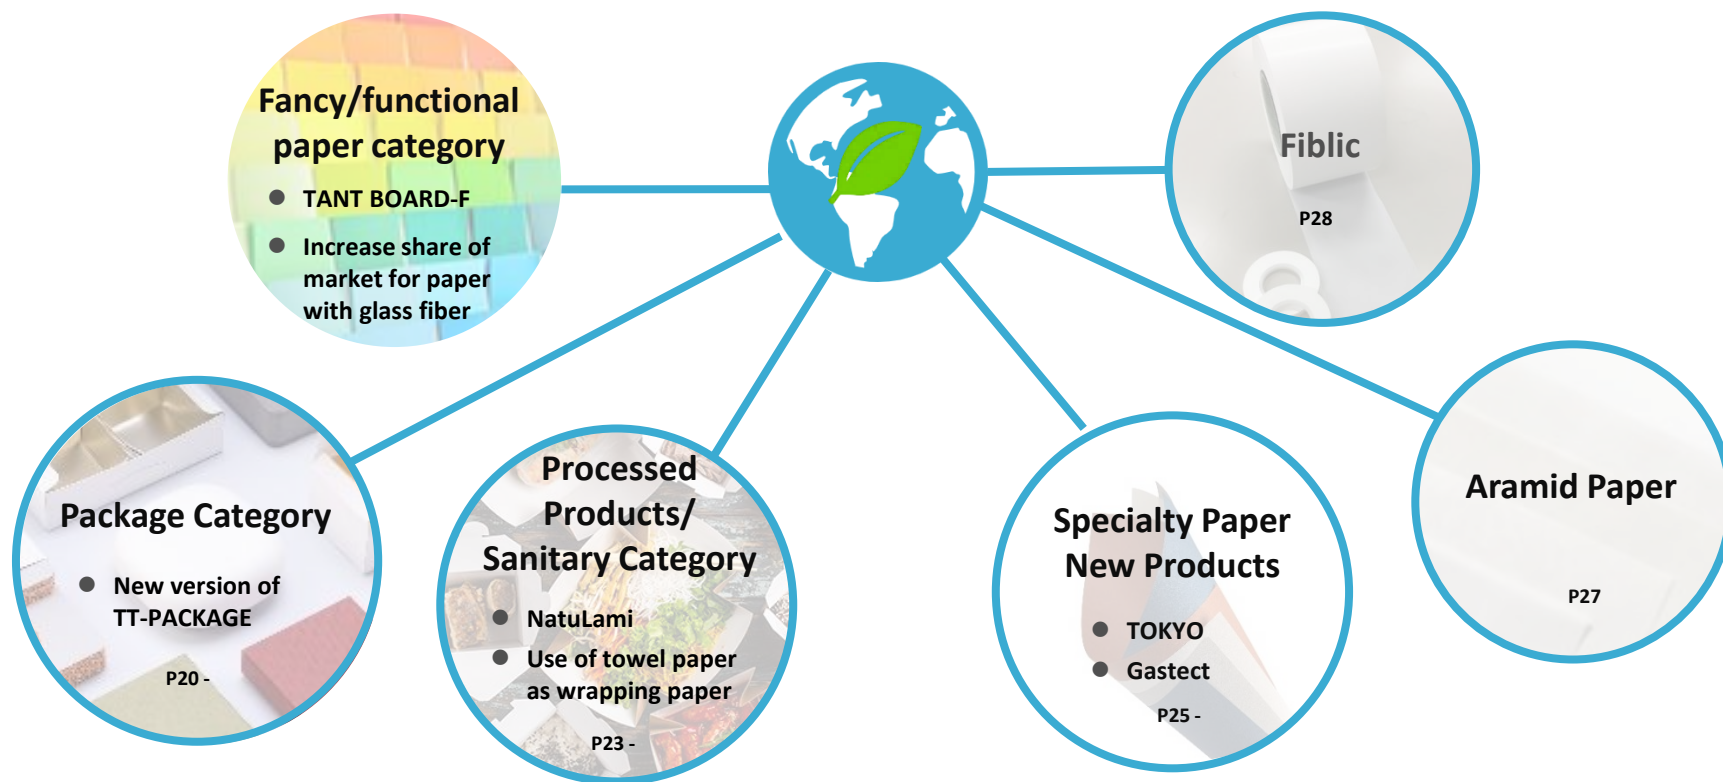 Fancy/functional
paper category
● TANT BOARD-F
● Increase share of
market for paper
with glass fiber
Fiblic
P28
Package Category
● New version of
TT-PACKAGE
P20 -
Processed
Products/
Sanitary Category
● NatuLami
● Use of towel paper
as wrapping paper
P23 -
Specialty Paper
New Products
● TOKYO
● Gastect
P25 -
Aramid Paper
P27